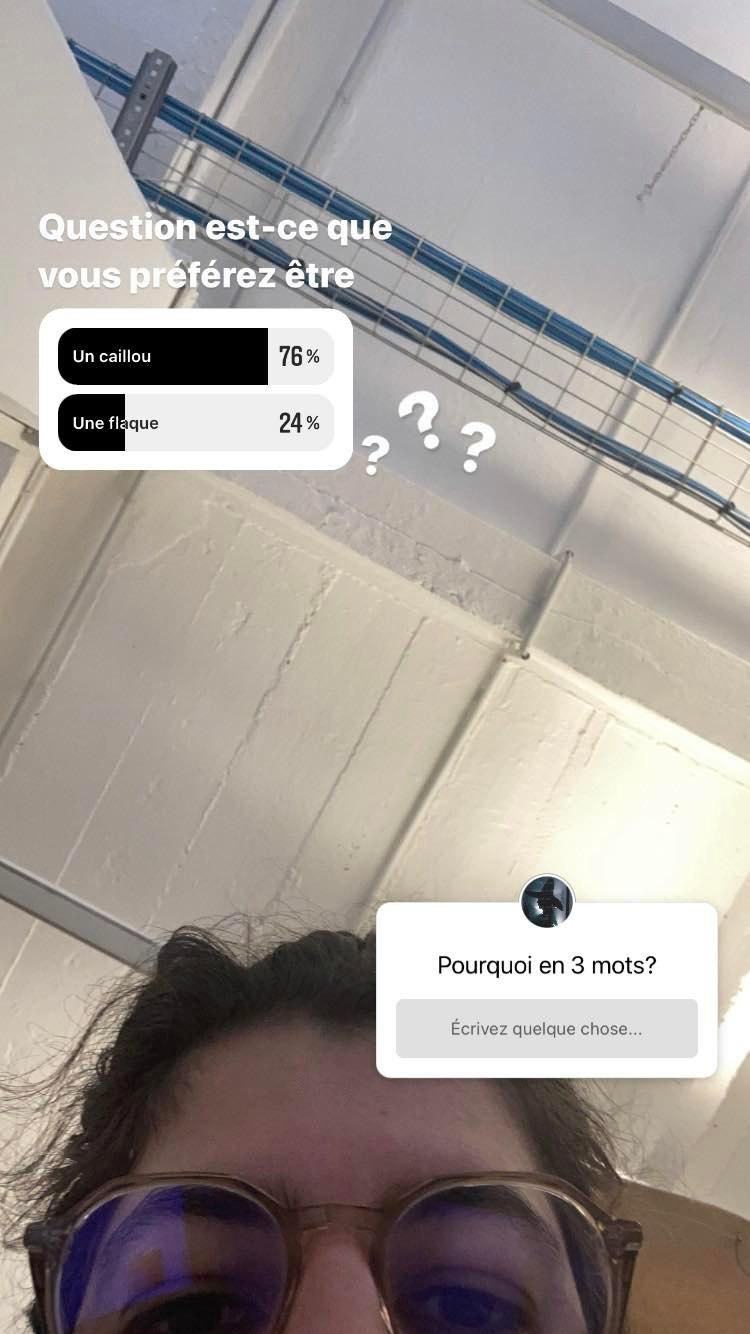 Question est-ce que
vous préférez être
Un caillou 76%
Une flaque 24%
? ? ?
Pourquoi en 3 mots?
Écrivez quelque chose...